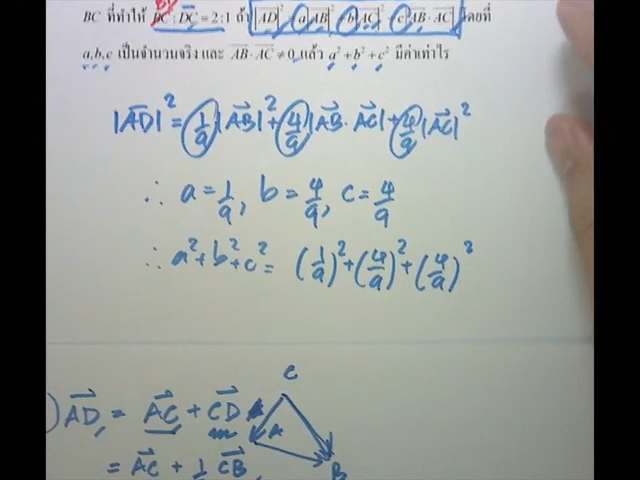 BC ที่ทำให้ BC : DC = 2 : 1 ถ้า |AD|² = a|AB|² + b|AC|² + c|AB · AC| โดยที่
a, b, c เป็นจำนวนจริง และ AB · AC ≠ 0 แล้ว a² + b² + c² มีค่าเท่าไร
|AD|² = (1/9)|AB|² + (4/9)|AB · AC| + (4/9)|AC|²
∴ a = 1/9, b = 4/9, c = 4/9
∴ a² + b² + c² = (1/9)² + (4/9)² + (4/9)²
C
) AD = AC + CD
A
= AC + 1/ CB
B